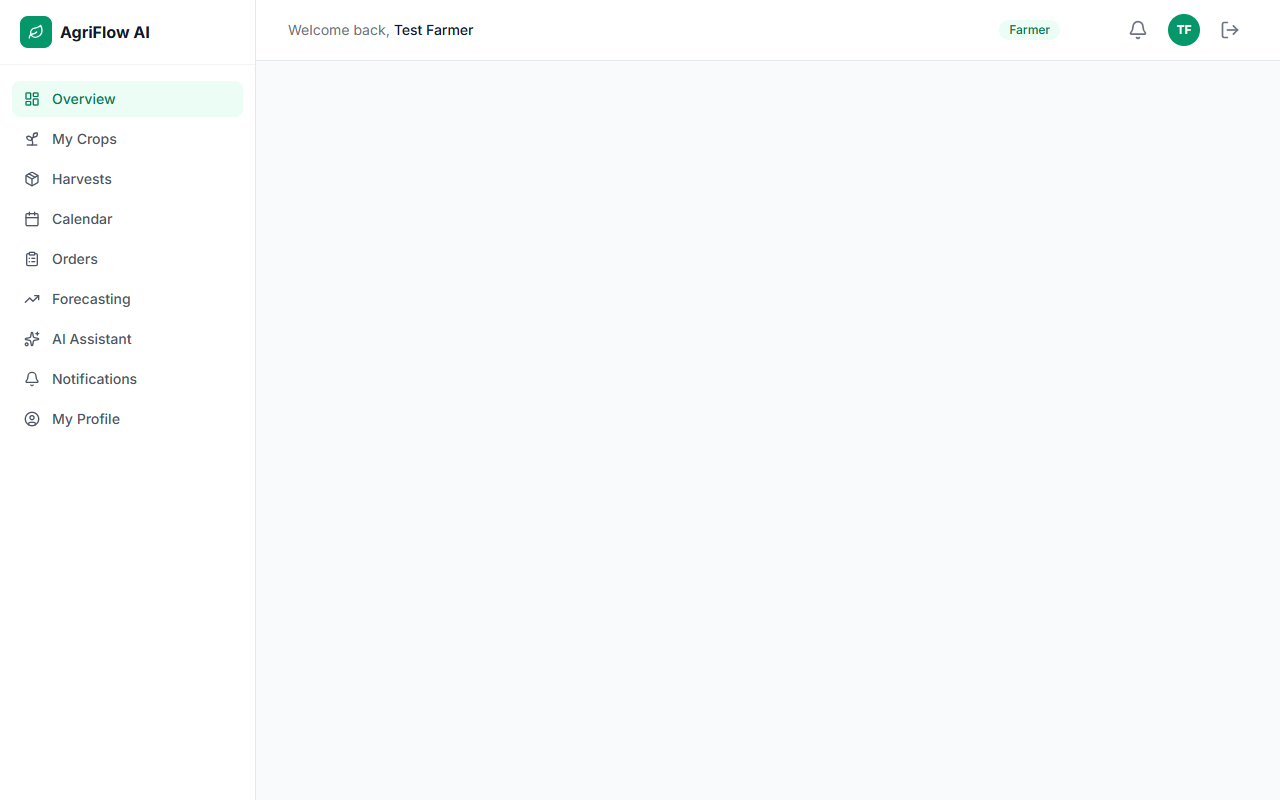 AgriFlow AI
Welcome back, Test Farmer
Farmer
TF
Overview
My Crops
Harvests
Calendar
Orders
Forecasting
AI Assistant
Notifications
My Profile